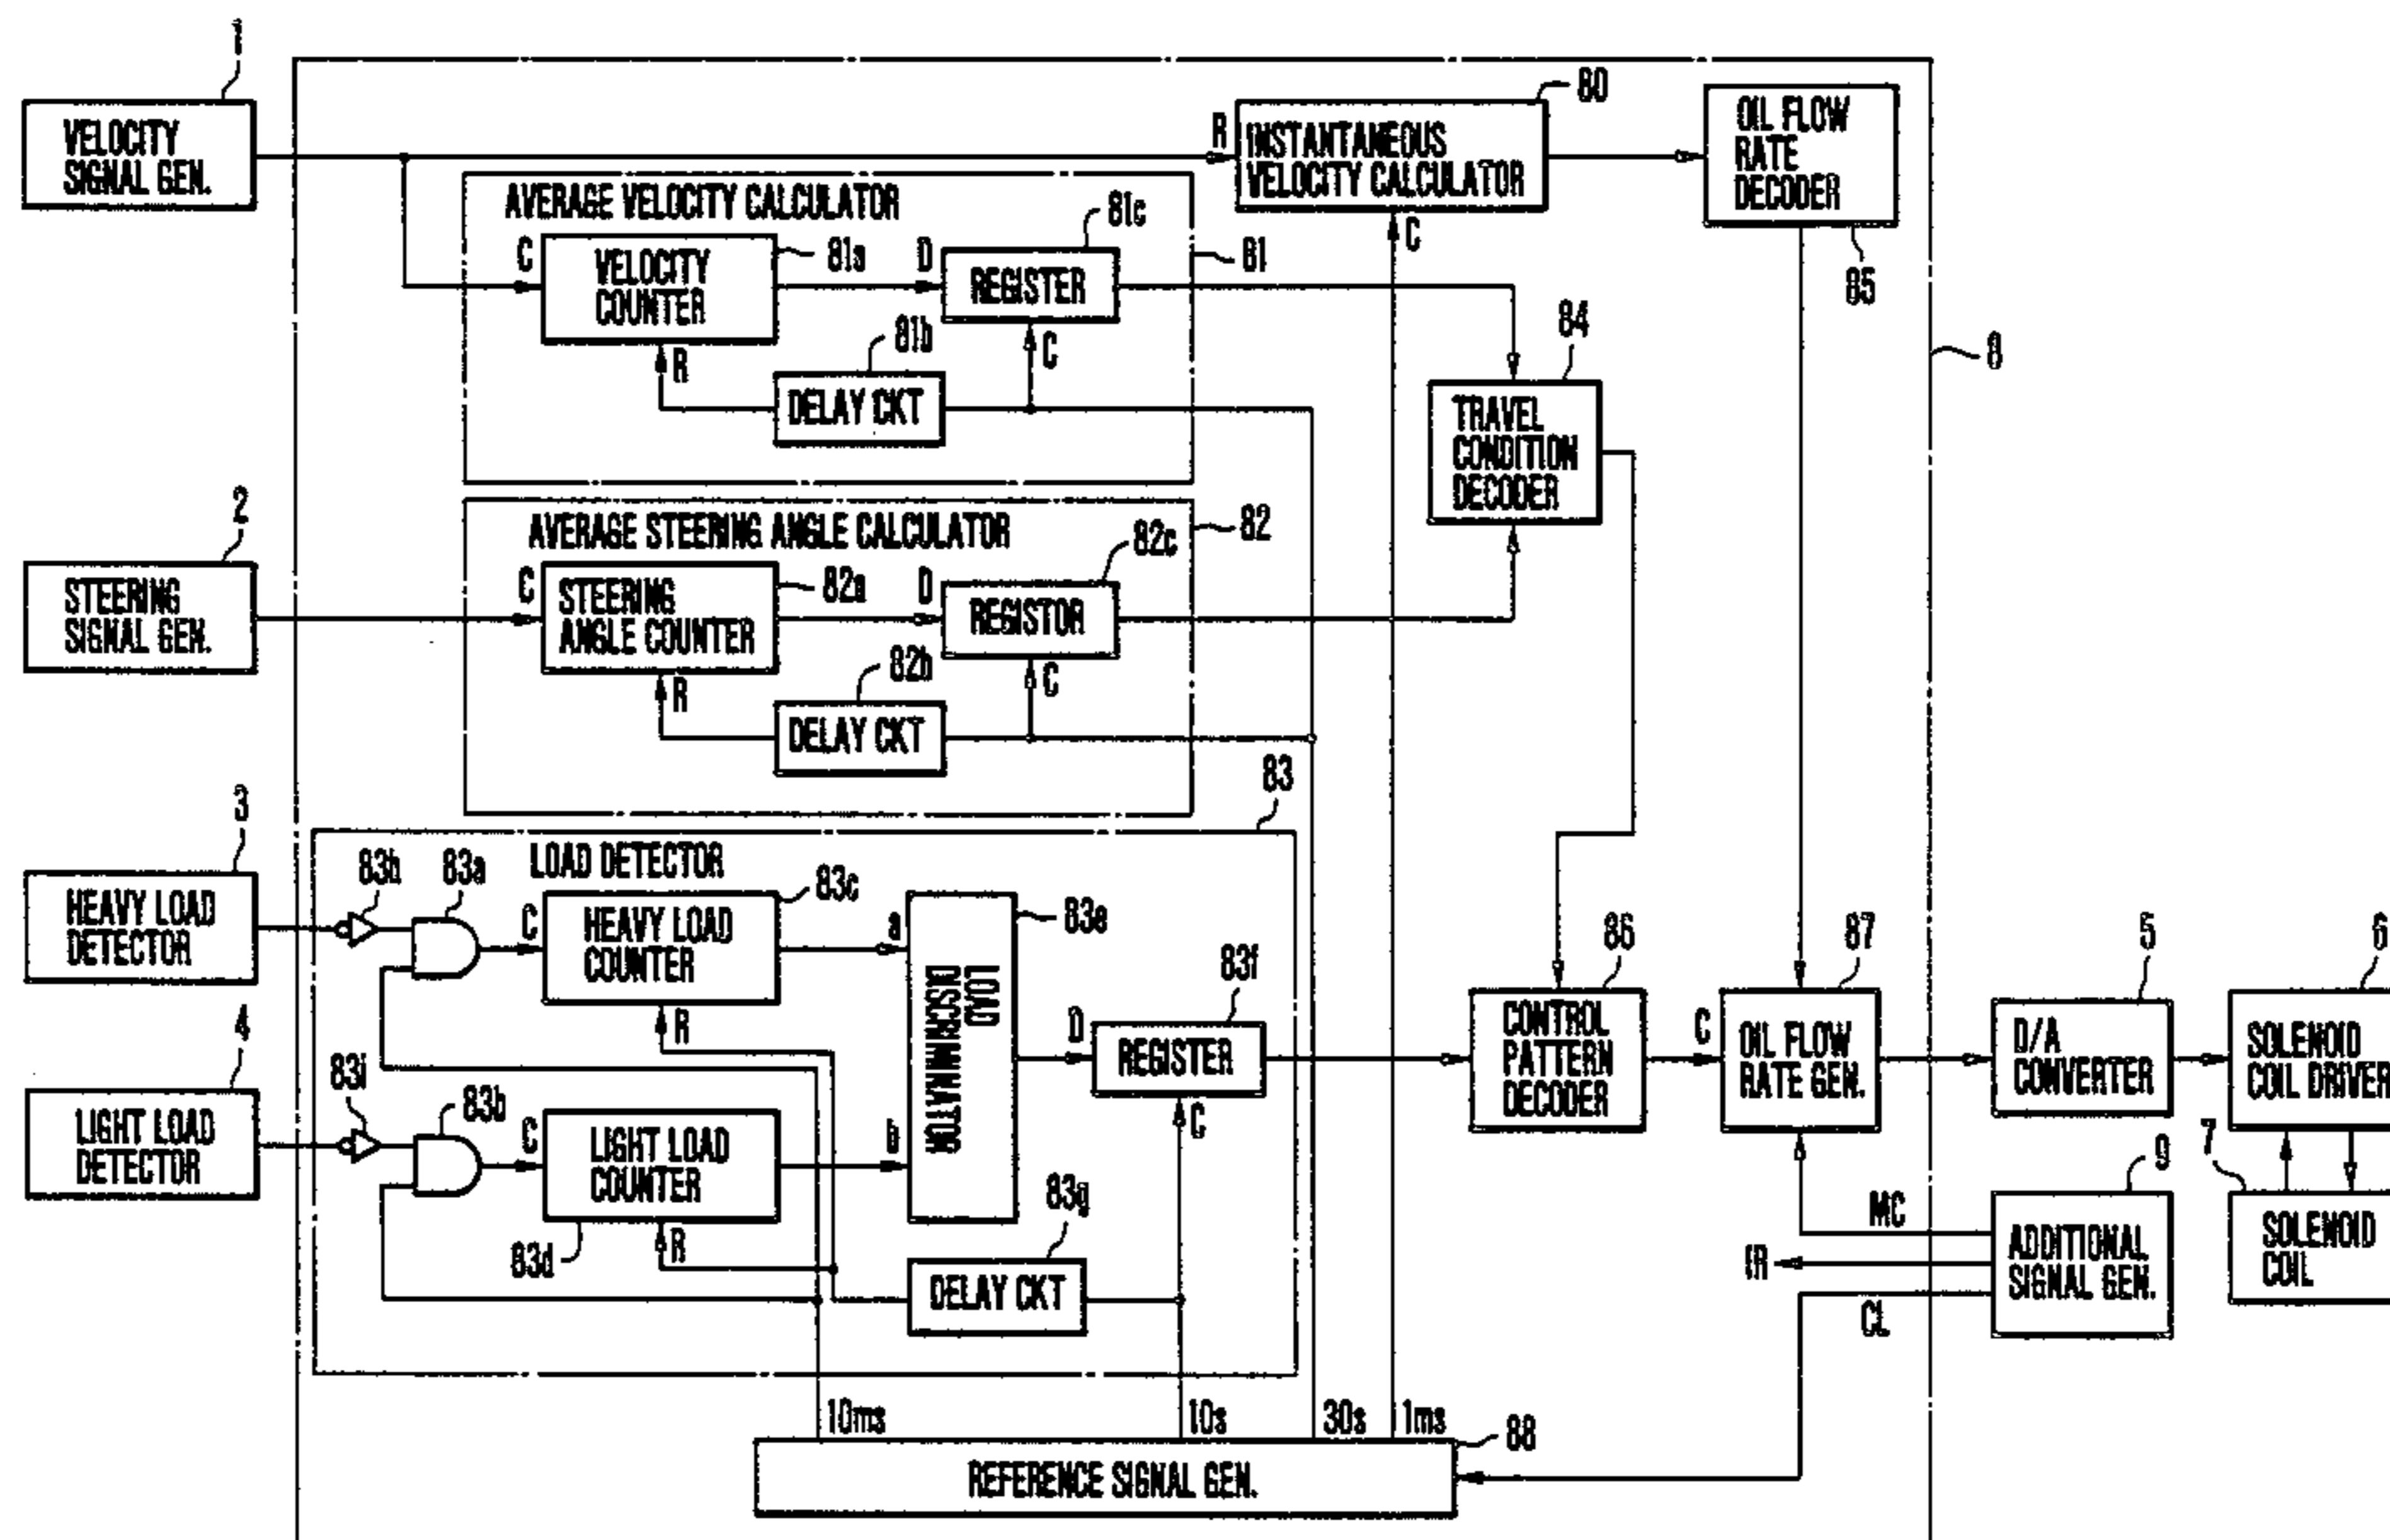 1
VELOCITY
SIGNAL GEN.
R
INSTANTANEOUS
VELOCITY CALCULATOR
80
C
OIL FLOW
RATE
DECODER
85
AVERAGE VELOCITY CALCULATOR
81
C
VELOCITY
COUNTER
81a
R
D
REGISTER
81c
C
DELAY CKT
81b
84
TRAVEL
CONDITION
DECODER
8
2
STEERING
SIGNAL GEN.
AVERAGE STEERING ANGLE CALCULATOR
82
C
STEERING
ANGLE COUNTER
82a
R
D
REGISTOR
82c
C
DELAY CKT
82b
3
HEAVY LOAD
DETECTOR
4
LIGHT LOAD
DETECTOR
83
LOAD DETECTOR
83h
83a
C
HEAVY LOAD
COUNTER
83c
R
83i
83b
C
LIGHT LOAD
COUNTER
83d
R
a
b
LOAD
DISCRIMINATOR
83e
D
REGISTER
83f
C
DELAY CKT
83g
CONTROL
PATTERN
DECODER
86
C
OIL FLOW
RATE GEN.
87
D/A
CONVERTER
5
SOLENOID
COIL DRIVER
6
7
SOLENOID
COIL
9
ADDITIONAL
SIGNAL GEN.
MC
IR
CL
10ms
10s
30s
1ms
88
REFERENCE SIGNAL GEN.